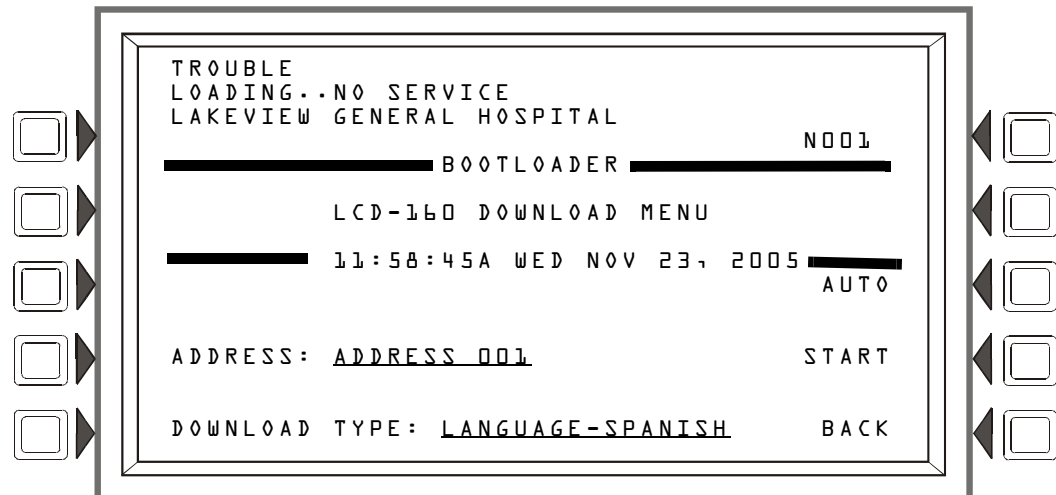 TROUBLE
LOADING..NO SERVICE
LAKEVIEW GENERAL HOSPITAL
N001
BOOTLOADER
LCD-160 DOWNLOAD MENU
11:58:45A WED NOV 23, 2005
AUTO
ADDRESS: ADDRESS 001 START
DOWNLOAD TYPE: LANGUAGE-SPANISH BACK